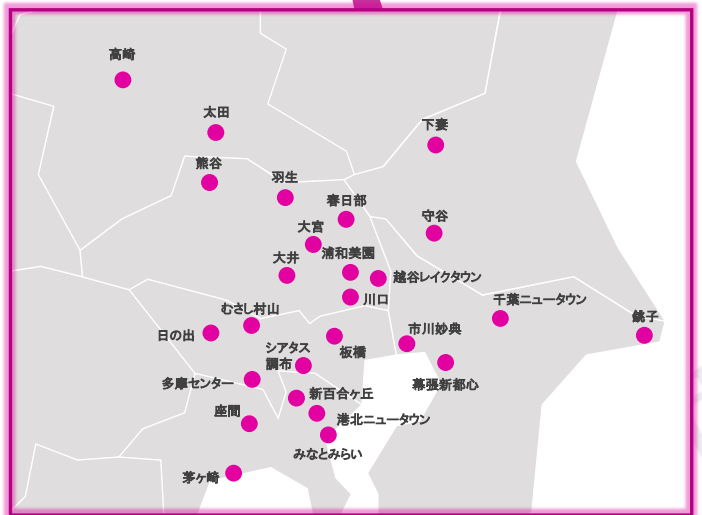 高崎
太田
下妻
熊谷
羽生
春日部
守谷
大宮
浦和美園
大井
越谷レイクタウン
川口
千葉ニュータウン
むさし村山
銚子
日の出
市川妙典
シアタス
調布
板橋
多摩センター
幕張新都心
新百合ヶ丘
座間
港北ニュータウン
みなとみらい
茅ヶ崎